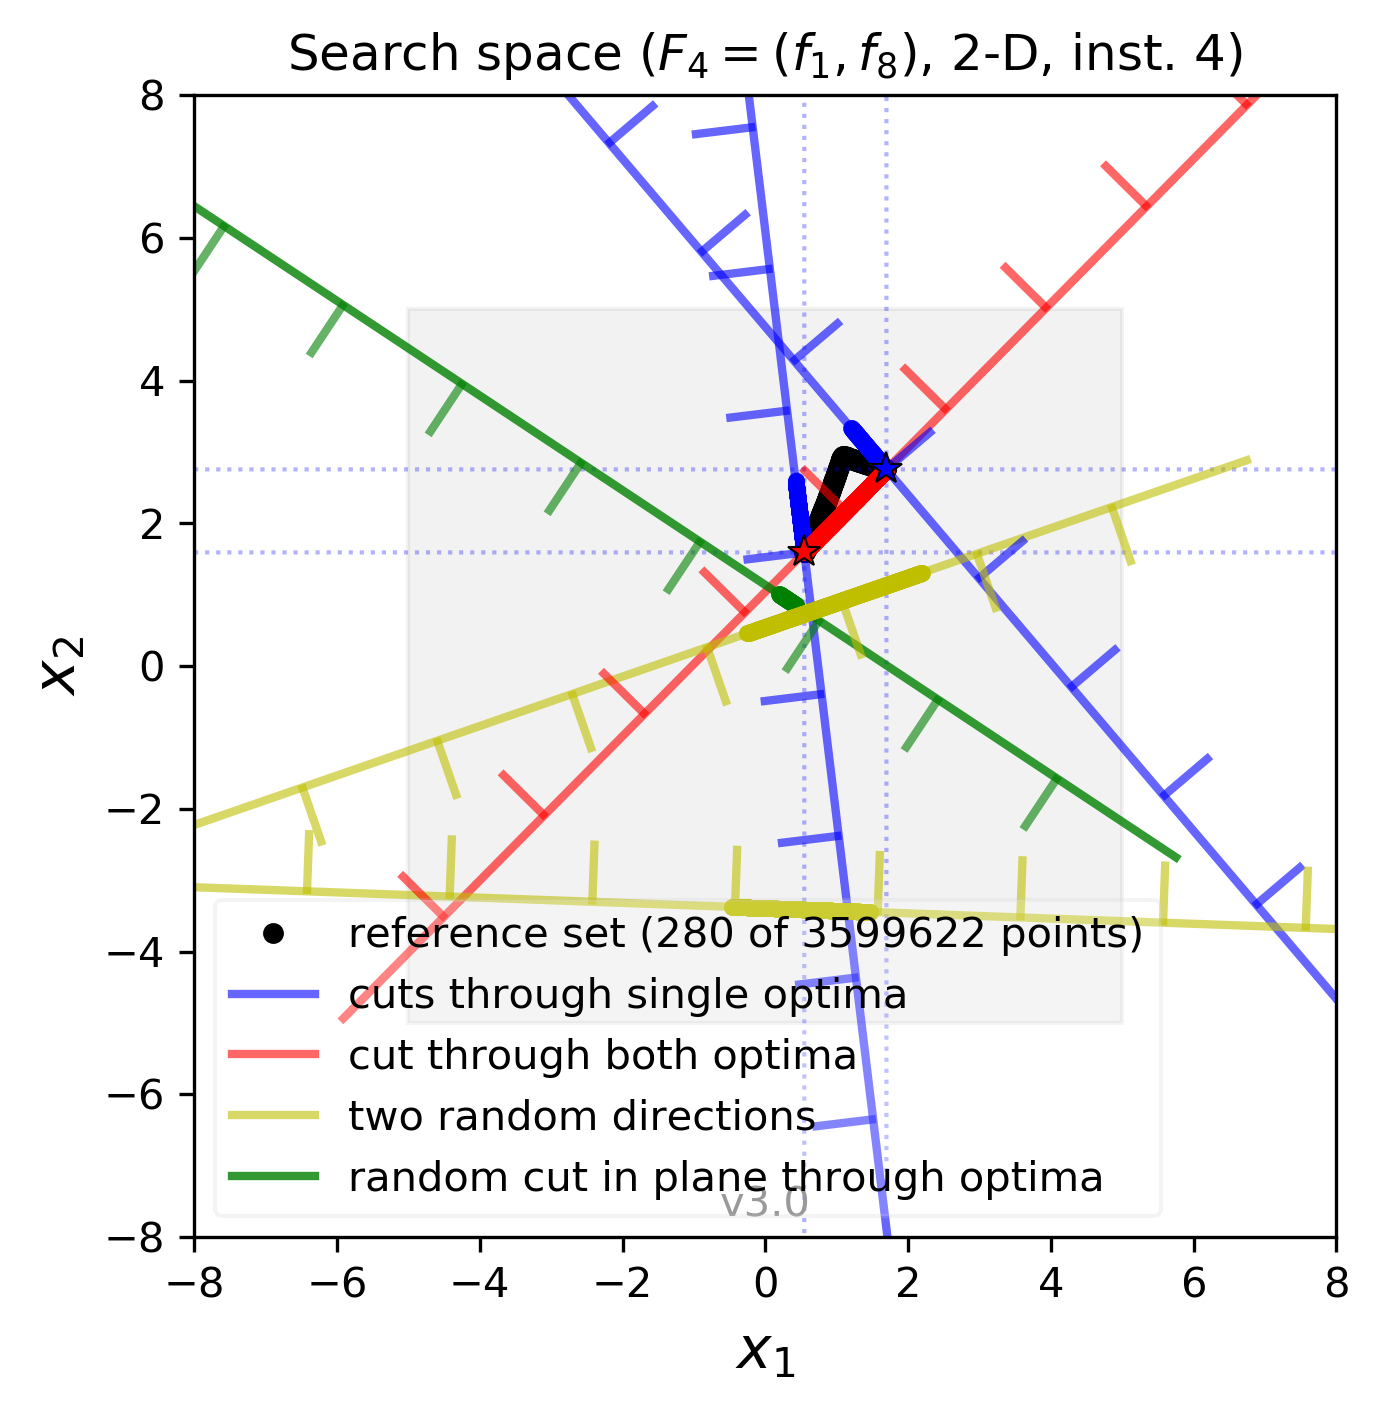 Search space (F₄ = (f₁, f₈), 2-D, inst. 4)
8
6
4
2
0
−2
−4
−6
−8
x₂
reference set (280 of 3599622 points)
cuts through single optima
cut through both optima
two random directions
random cut in plane through optima
v3.0
−8 −6 −4 −2 0 2 4 6 8
x₁